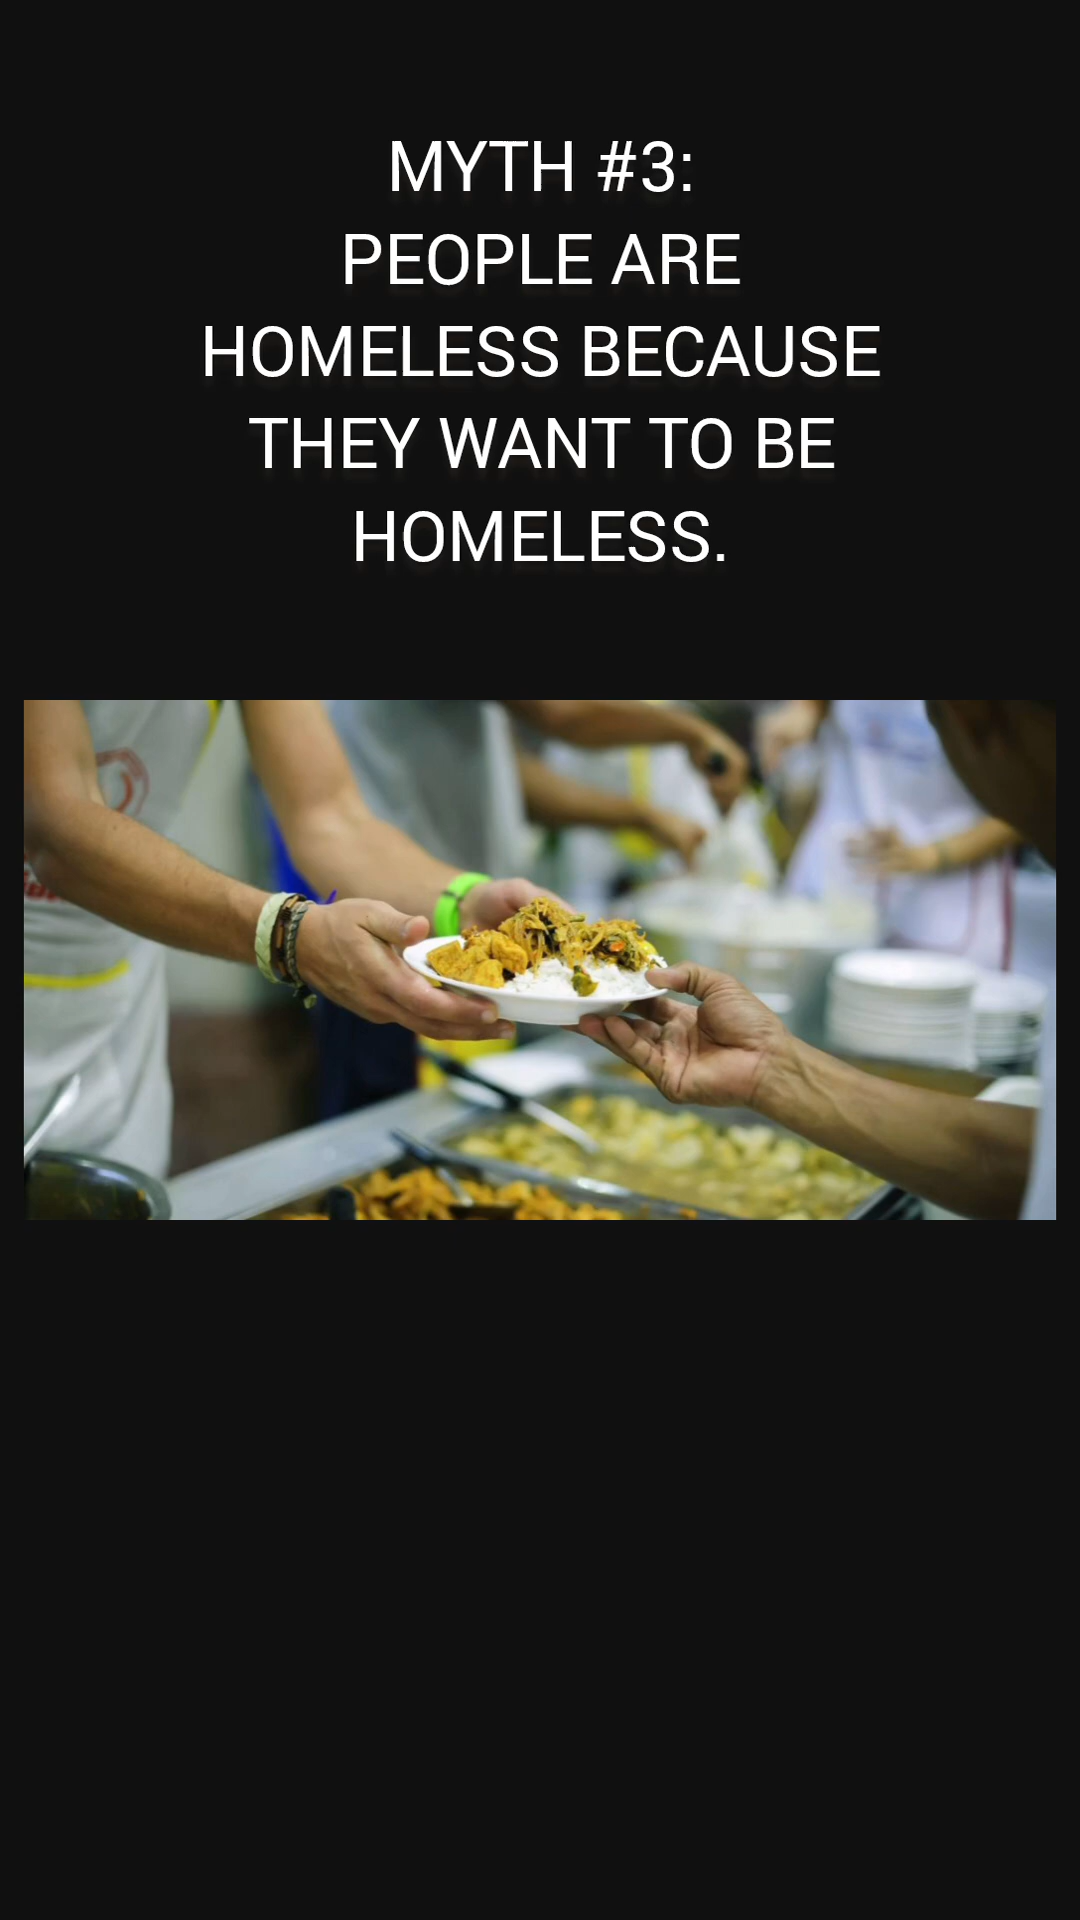 MYTH #3:
PEOPLE ARE
HOMELESS BECAUSE
THEY WANT TO BE
HOMELESS.